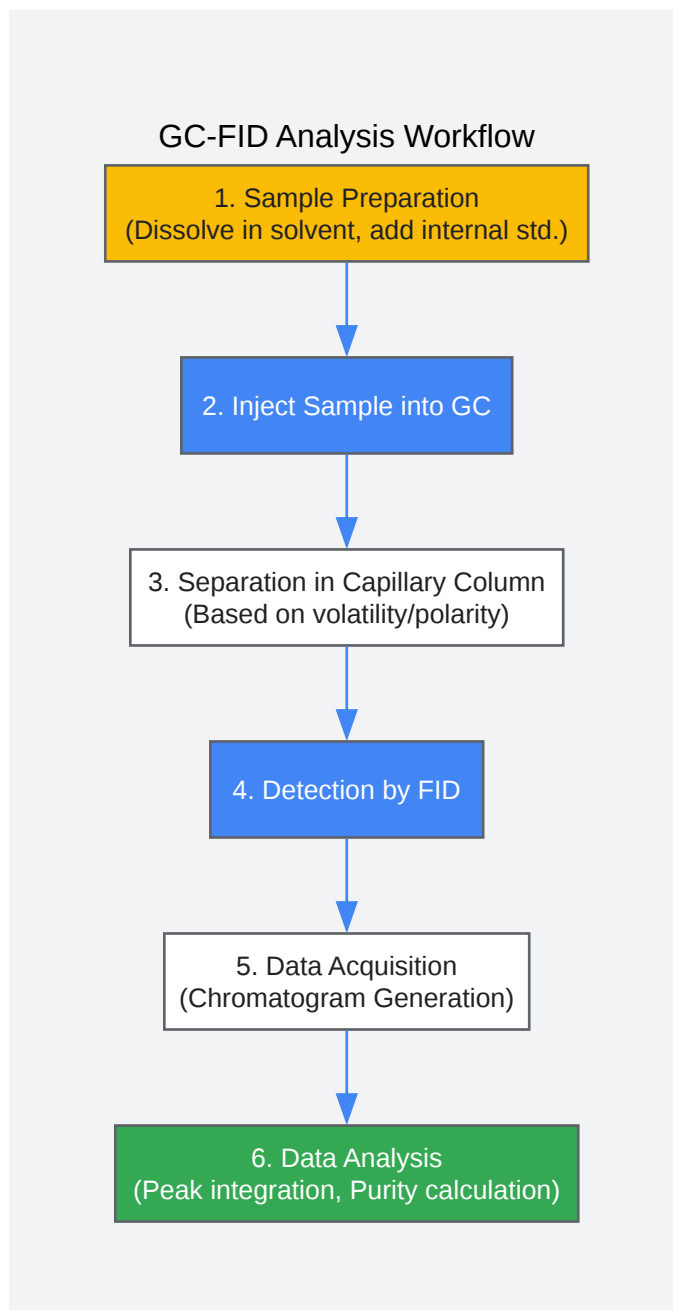 GC-FID Analysis Workflow
1. Sample Preparation
(Dissolve in solvent, add internal std.)
2. Inject Sample into GC
3. Separation in Capillary Column
(Based on volatility/polarity)
4. Detection by FID
5. Data Acquisition
(Chromatogram Generation)
6. Data Analysis
(Peak integration, Purity calculation)